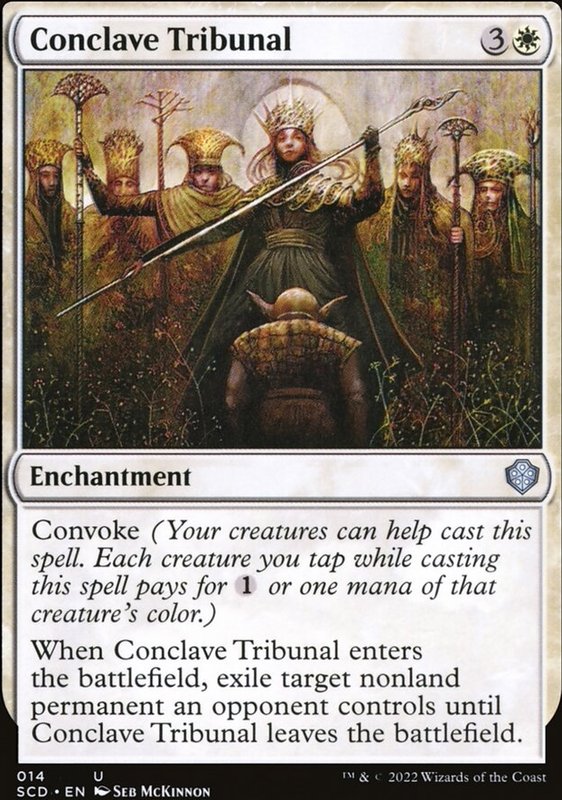 Conclave Tribunal 3
Enchantment
Convoke (Your creatures can help cast this
spell. Each creature you tap while casting
this spell pays for 1 or one mana of that
creature's color.)
When Conclave Tribunal enters
the battlefield, exile target nonland
permanent an opponent controls until
Conclave Tribunal leaves the battlefield.
014 U
SCD • EN Seb McKinnon
™ & © 2022 Wizards of the Coast